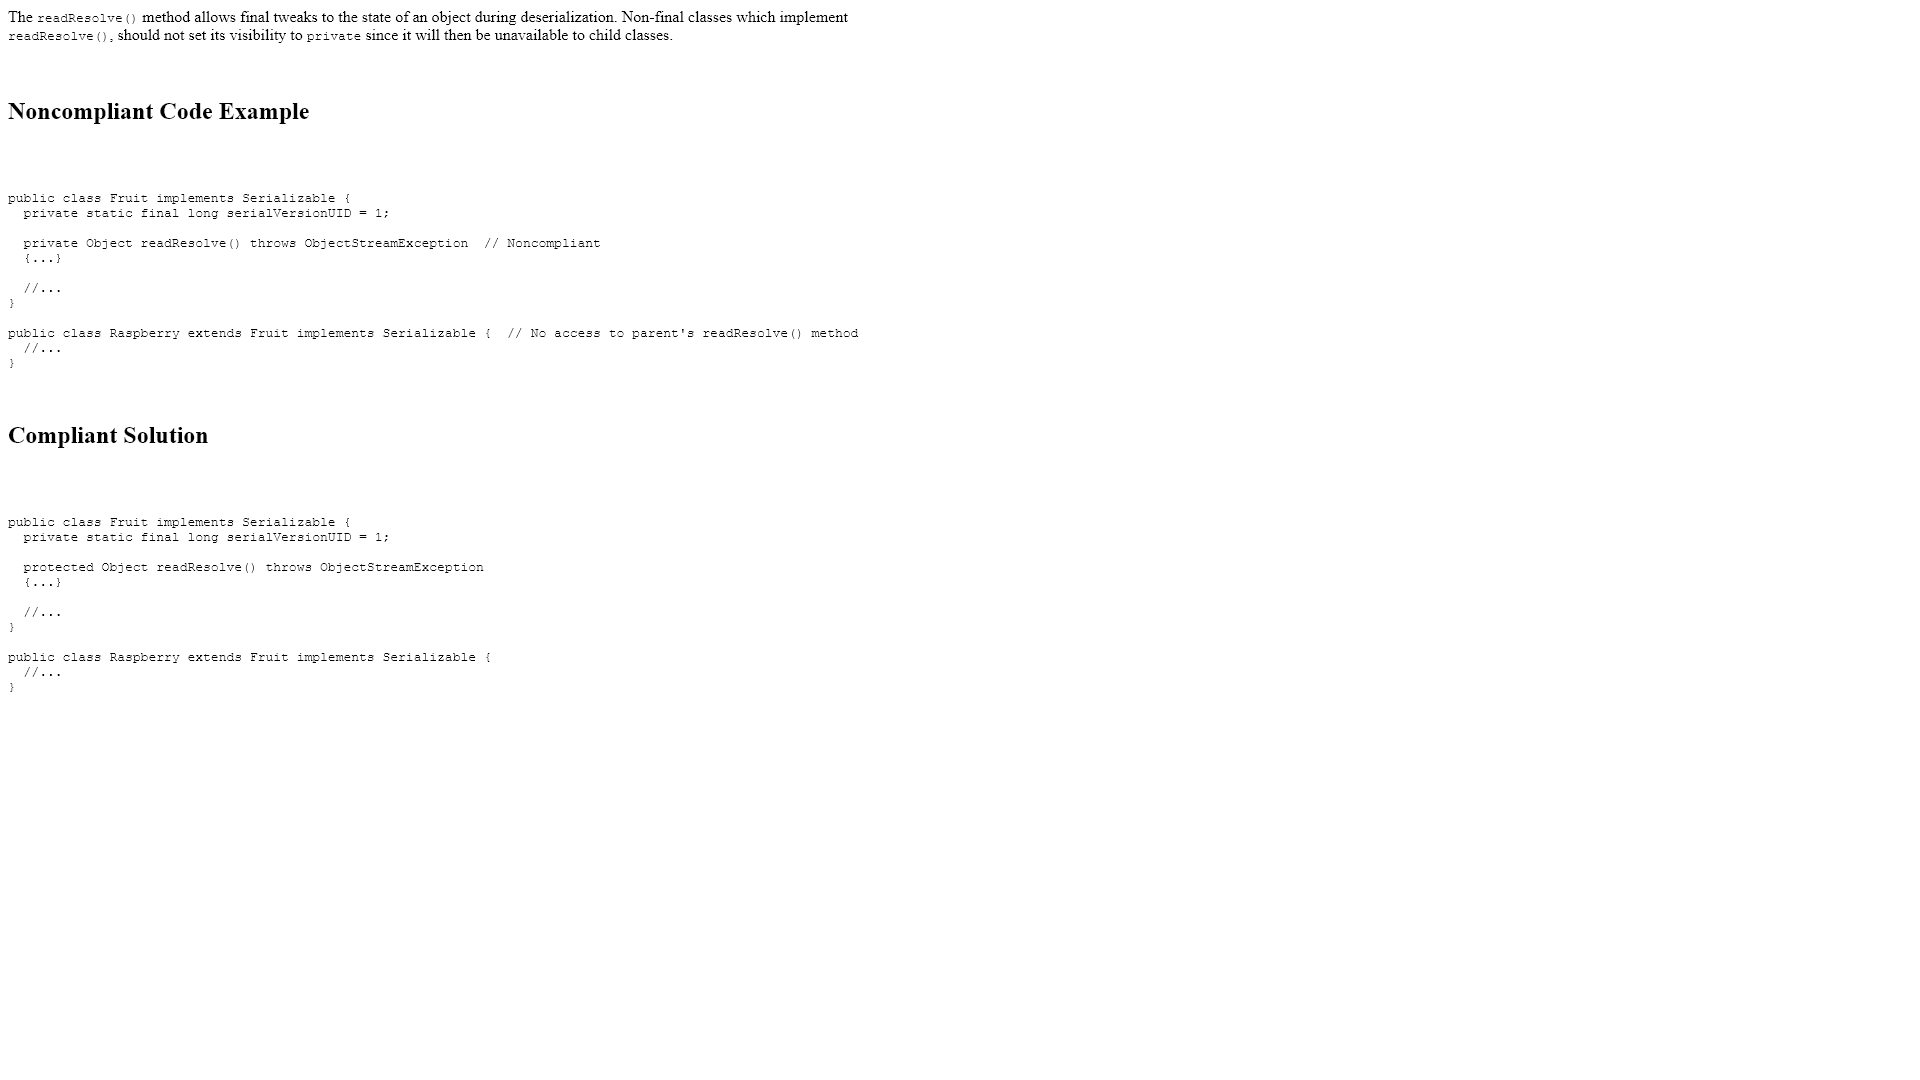 The readResolve() method allows final tweaks to the state of an object during deserialization. Non-final classes which implement
readResolve(), should not set its visibility to private since it will then be unavailable to child classes.
Noncompliant Code Example
public class Fruit implements Serializable {
  private static final long serialVersionUID = 1;
  private Object readResolve() throws ObjectStreamException  // Noncompliant
  {...}
  //...
}
public class Raspberry extends Fruit implements Serializable {  // No access to parent's readResolve() method
  //...
}
Compliant Solution
public class Fruit implements Serializable {
  private static final long serialVersionUID = 1;
  protected Object readResolve() throws ObjectStreamException
  {...}
  //...
}
public class Raspberry extends Fruit implements Serializable {
  //...
}